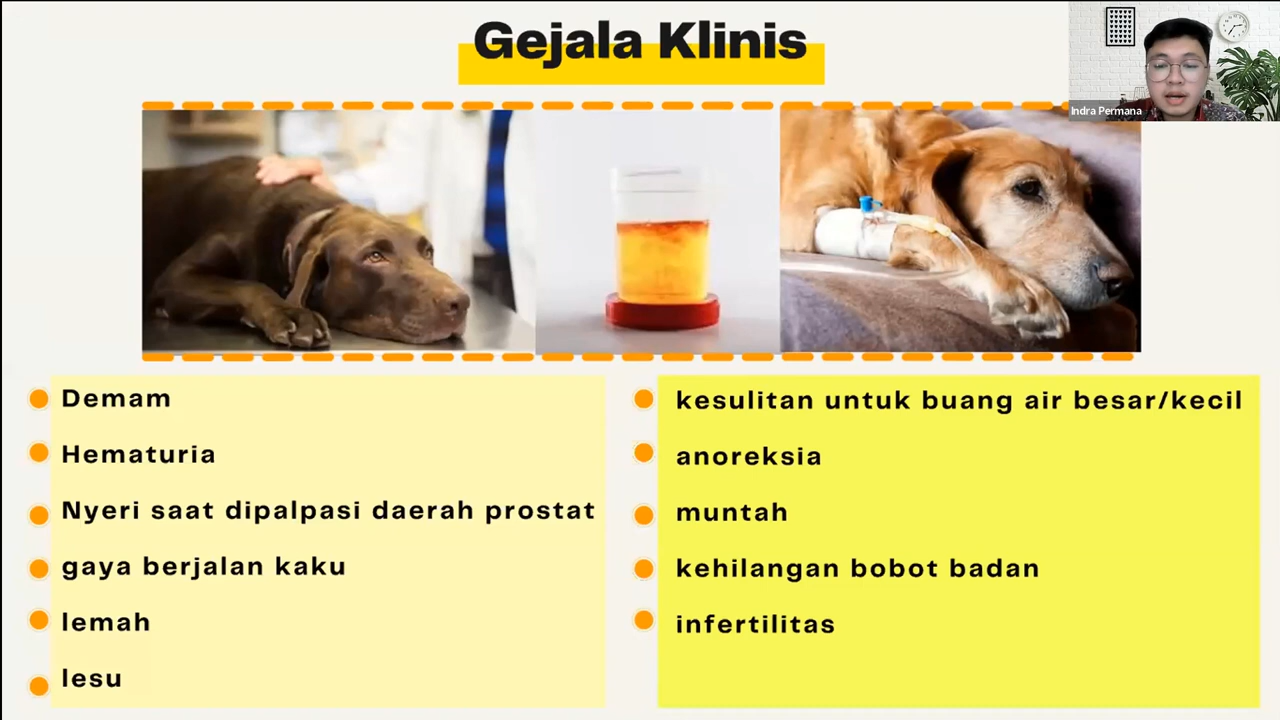 Gejala Klinis
Indra Permana
Demam
Hematuria
Nyeri saat dipalpasi daerah prostat
gaya berjalan kaku
lemah
lesu
kesulitan untuk buang air besar/kecil
anoreksia
muntah
kehilangan bobot badan
infertilitas